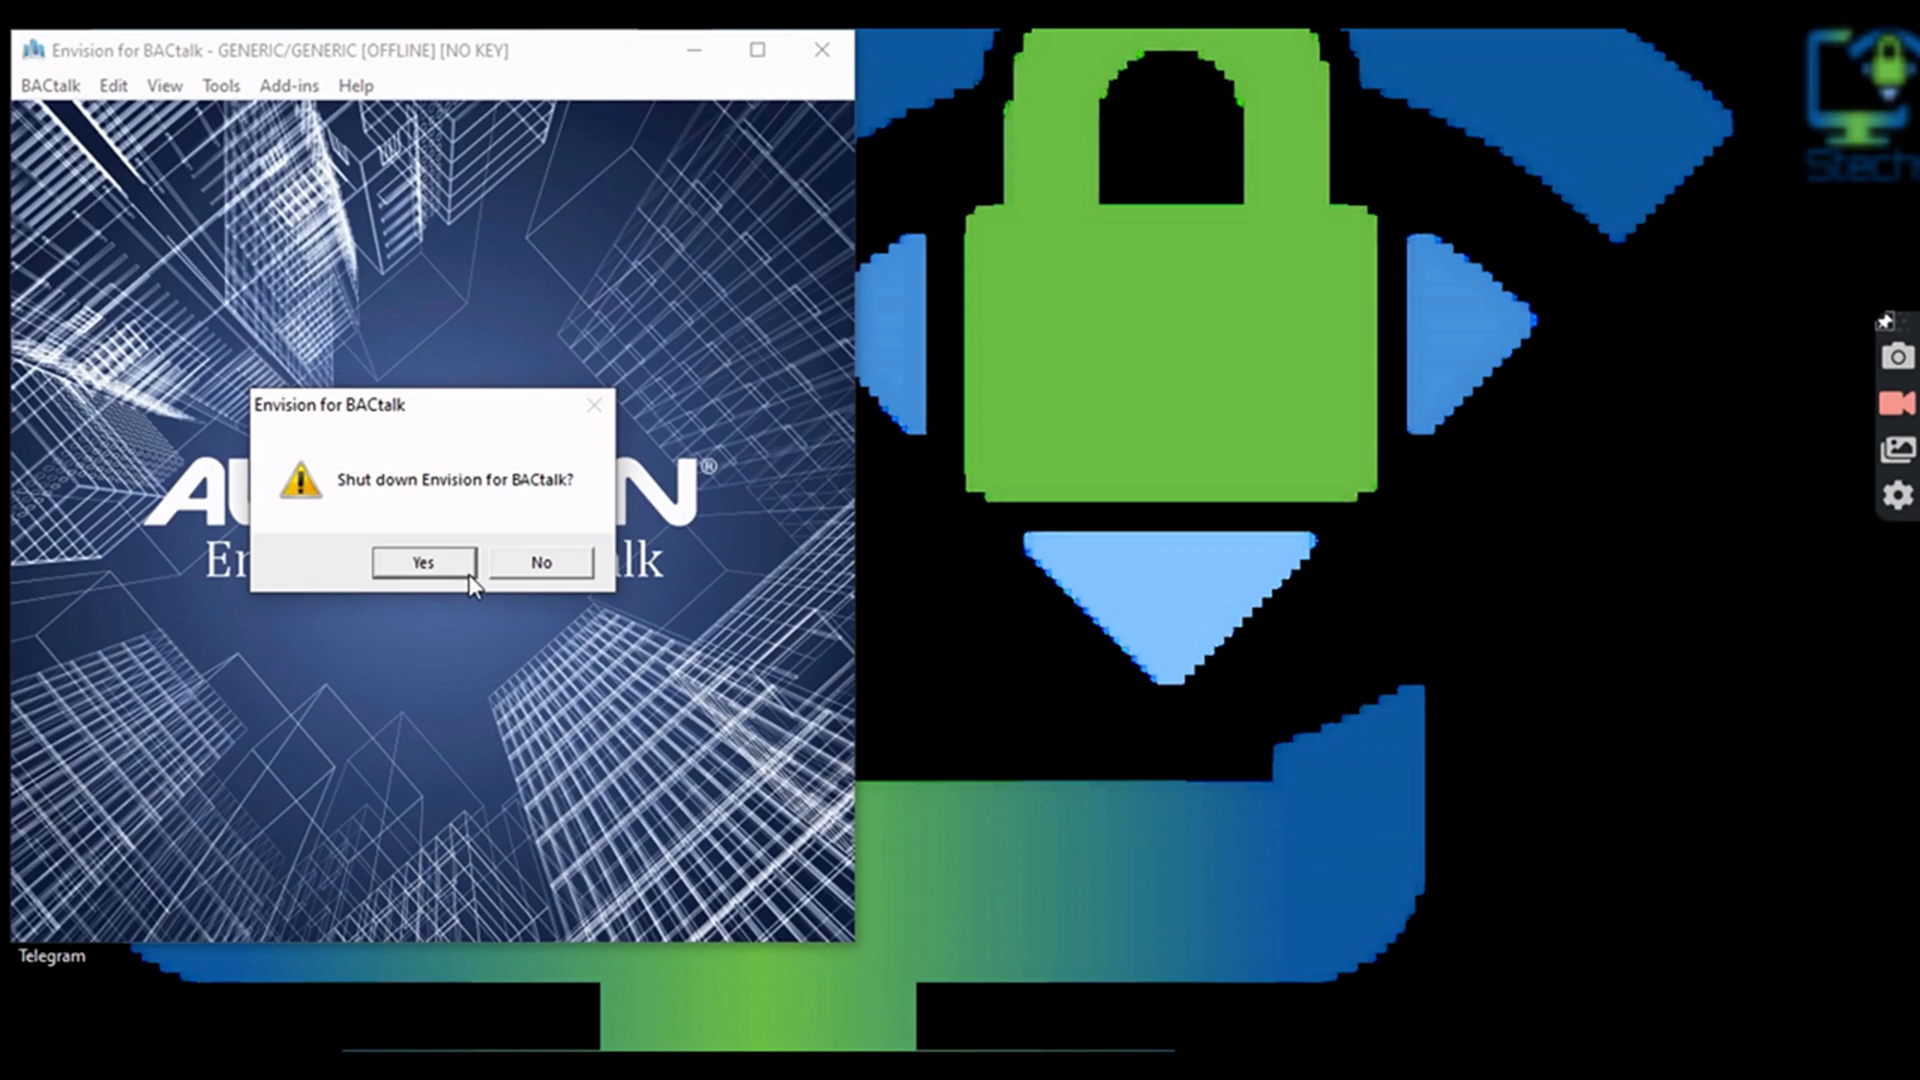 Envision for BACtalk - GENERIC/GENERIC [OFFLINE] [NO KEY]
BACtalk Edit View Tools Add-ins Help
Stech
Envision for BACtalk
Shut down Envision for BACtalk?
Yes No
Telegram